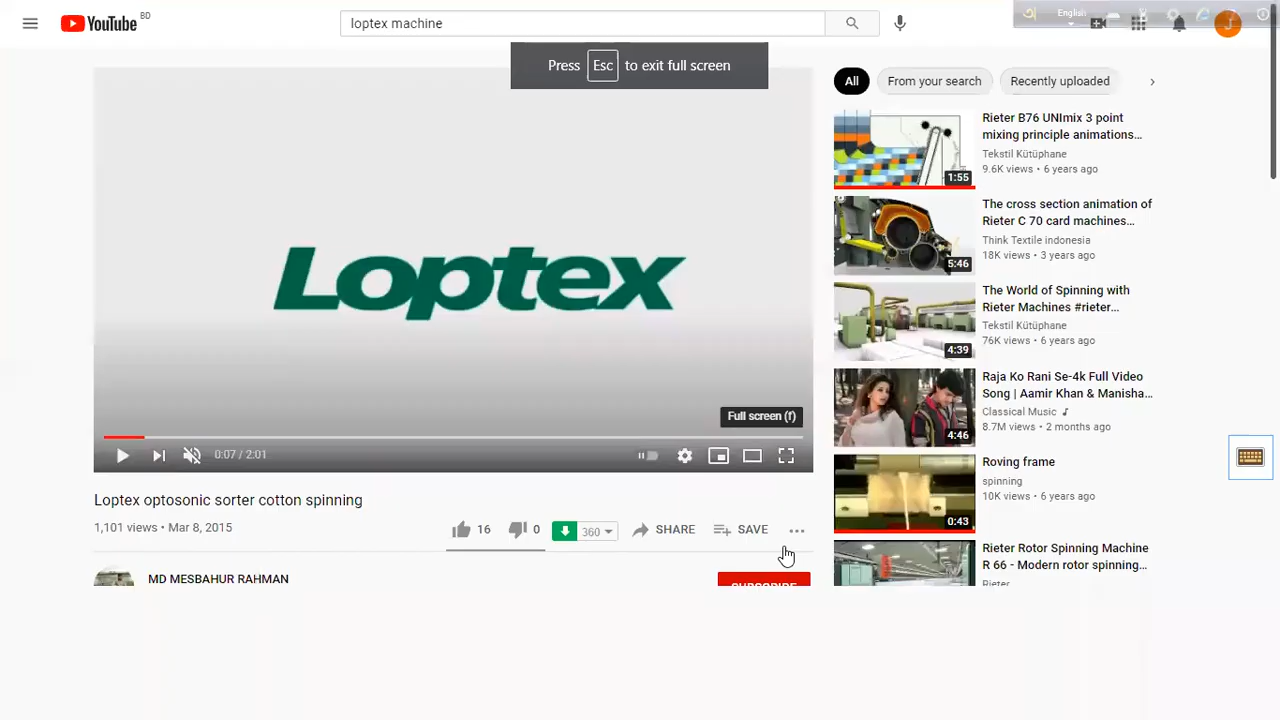 YouTube BD
loptex machine
English
J
Press Esc to exit full screen
Loptex
Full screen (f)
0:07 / 2:01
Loptex optosonic sorter cotton spinning
1,101 views • Mar 8, 2015
16
0
360
SHARE
SAVE
MD MESBAHUR RAHMAN
SUBSCRIBE
All
From your search
Recently uploaded
1:55
Rieter B76 UNImix 3 point
mixing principle animations...
Tekstil Kütüphane
9.6K views • 6 years ago
5:46
The cross section animation of
Rieter C 70 card machines...
Think Textile indonesia
18K views • 3 years ago
4:39
The World of Spinning with
Rieter Machines #rieter...
Tekstil Kütüphane
76K views • 6 years ago
4:46
Raja Ko Rani Se-4k Full Video
Song | Aamir Khan & Manisha...
Classical Music
8.7M views • 2 months ago
0:43
Roving frame
spinning
10K views • 6 years ago
Rieter Rotor Spinning Machine
R 66 - Modern rotor spinning...
Rieter